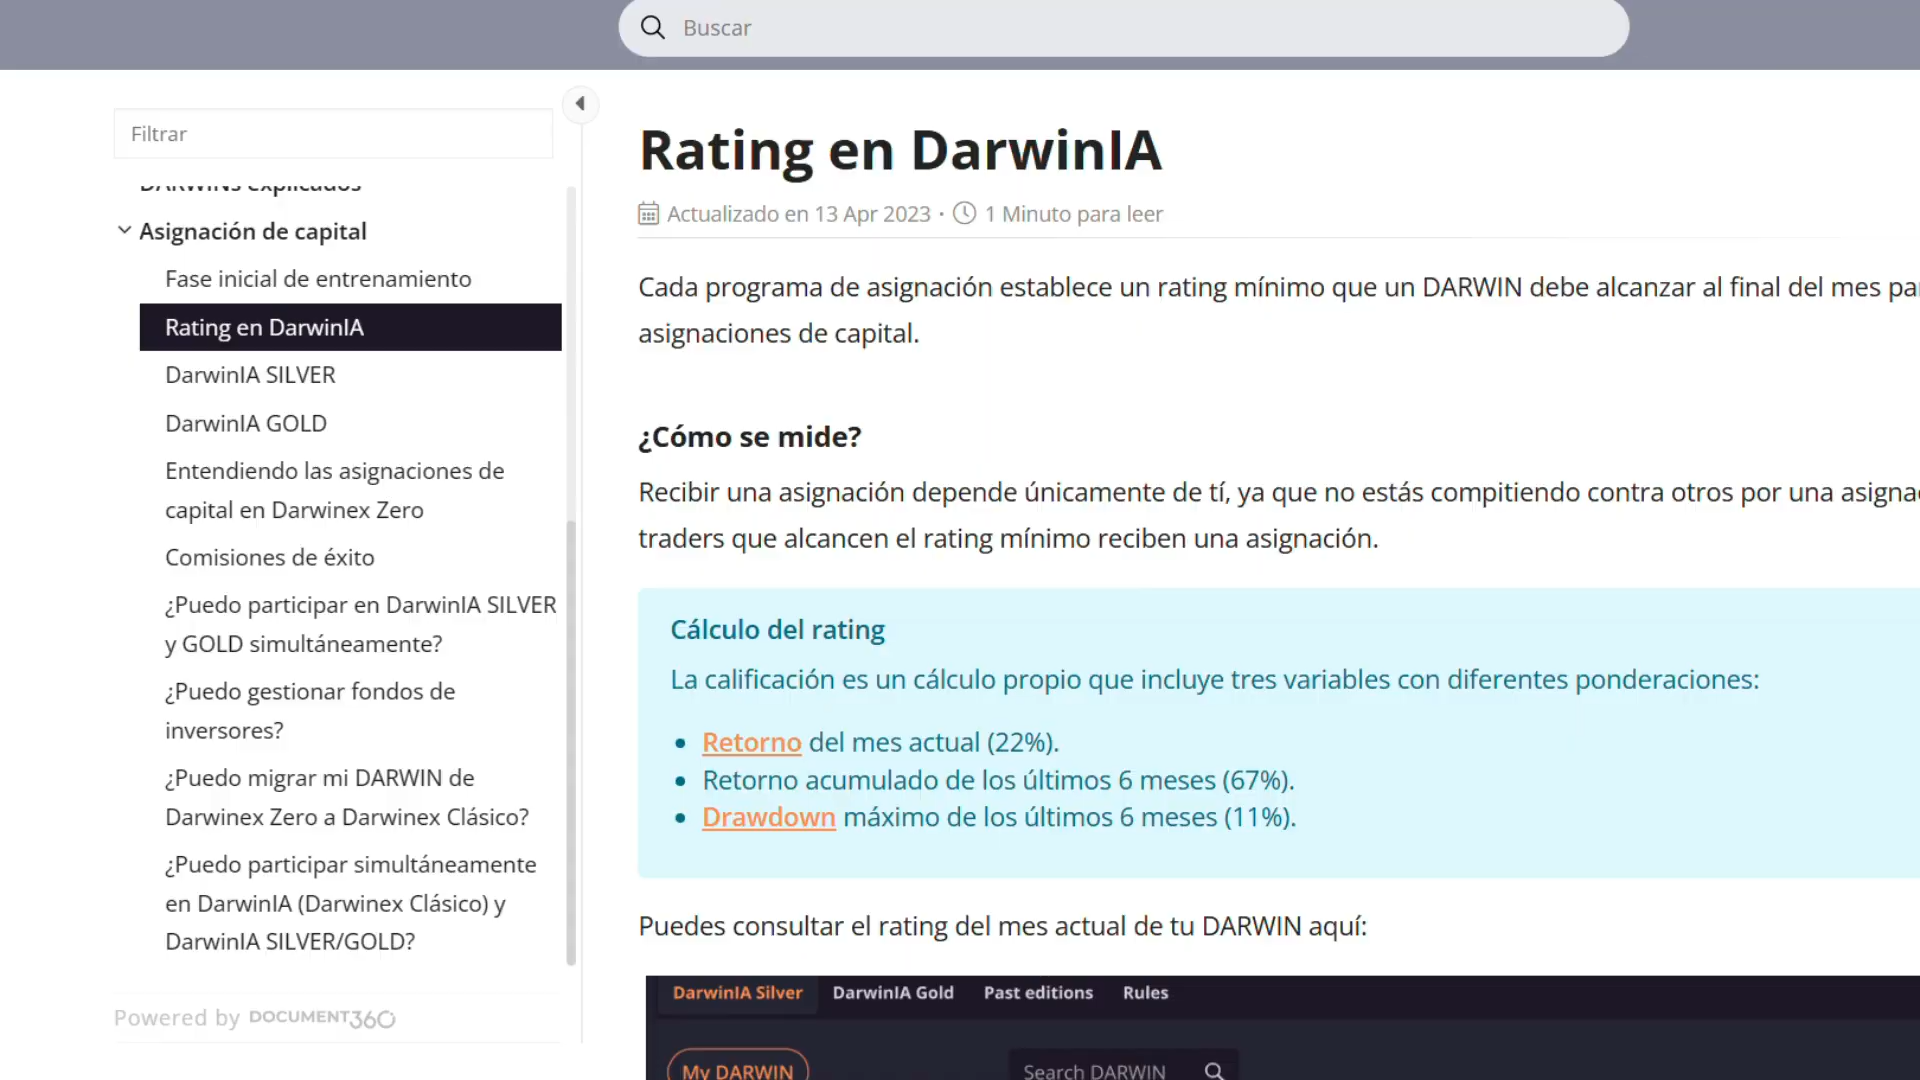 Buscar
Filtrar
DARWINs explicados
Asignación de capital
Fase inicial de entrenamiento
Rating en DarwinIA
DarwinIA SILVER
DarwinIA GOLD
Entendiendo las asignaciones de
capital en Darwinex Zero
Comisiones de éxito
¿Puedo participar en DarwinIA SILVER
y GOLD simultáneamente?
¿Puedo gestionar fondos de
inversores?
¿Puedo migrar mi DARWIN de
Darwinex Zero a Darwinex Clásico?
¿Puedo participar simultáneamente
en DarwinIA (Darwinex Clásico) y
DarwinIA SILVER/GOLD?
Powered by DOCUMENT360
Rating en DarwinIA
Actualizado en 13 Apr 2023 · 1 Minuto para leer
Cada programa de asignación establece un rating mínimo que un DARWIN debe alcanzar al final del mes pa
asignaciones de capital.
¿Cómo se mide?
Recibir una asignación depende únicamente de tí, ya que no estás compitiendo contra otros por una asigna
traders que alcancen el rating mínimo reciben una asignación.
Cálculo del rating
La calificación es un cálculo propio que incluye tres variables con diferentes ponderaciones:
• Retorno del mes actual (22%).
• Retorno acumulado de los últimos 6 meses (67%).
• Drawdown máximo de los últimos 6 meses (11%).
Puedes consultar el rating del mes actual de tu DARWIN aquí:
DarwinIA Silver DarwinIA Gold Past editions Rules
My DARWIN Search DARWIN